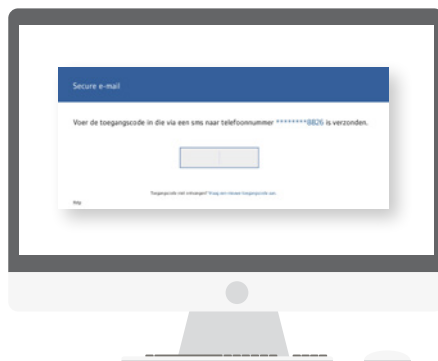 Secure e-mail
Voer de toegangscode in die via een sms naar telefoonnummer ********8826 is verzonden.
Toegangscode niet ontvangen? Vraag een nieuwe toegangscode aan.
Help